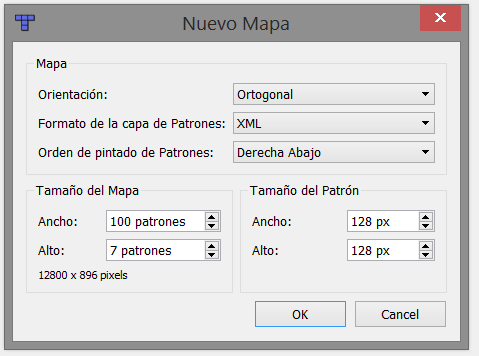 Nuevo Mapa
Mapa
Orientación: Ortogonal
Formato de la capa de Patrones: XML
Orden de pintado de Patrones: Derecha Abajo
Tamaño del Mapa
Ancho: 100 patrones
Alto: 7 patrones
12800 x 896 pixels
Tamaño del Patrón
Ancho: 128 px
Alto: 128 px
OK
Cancel